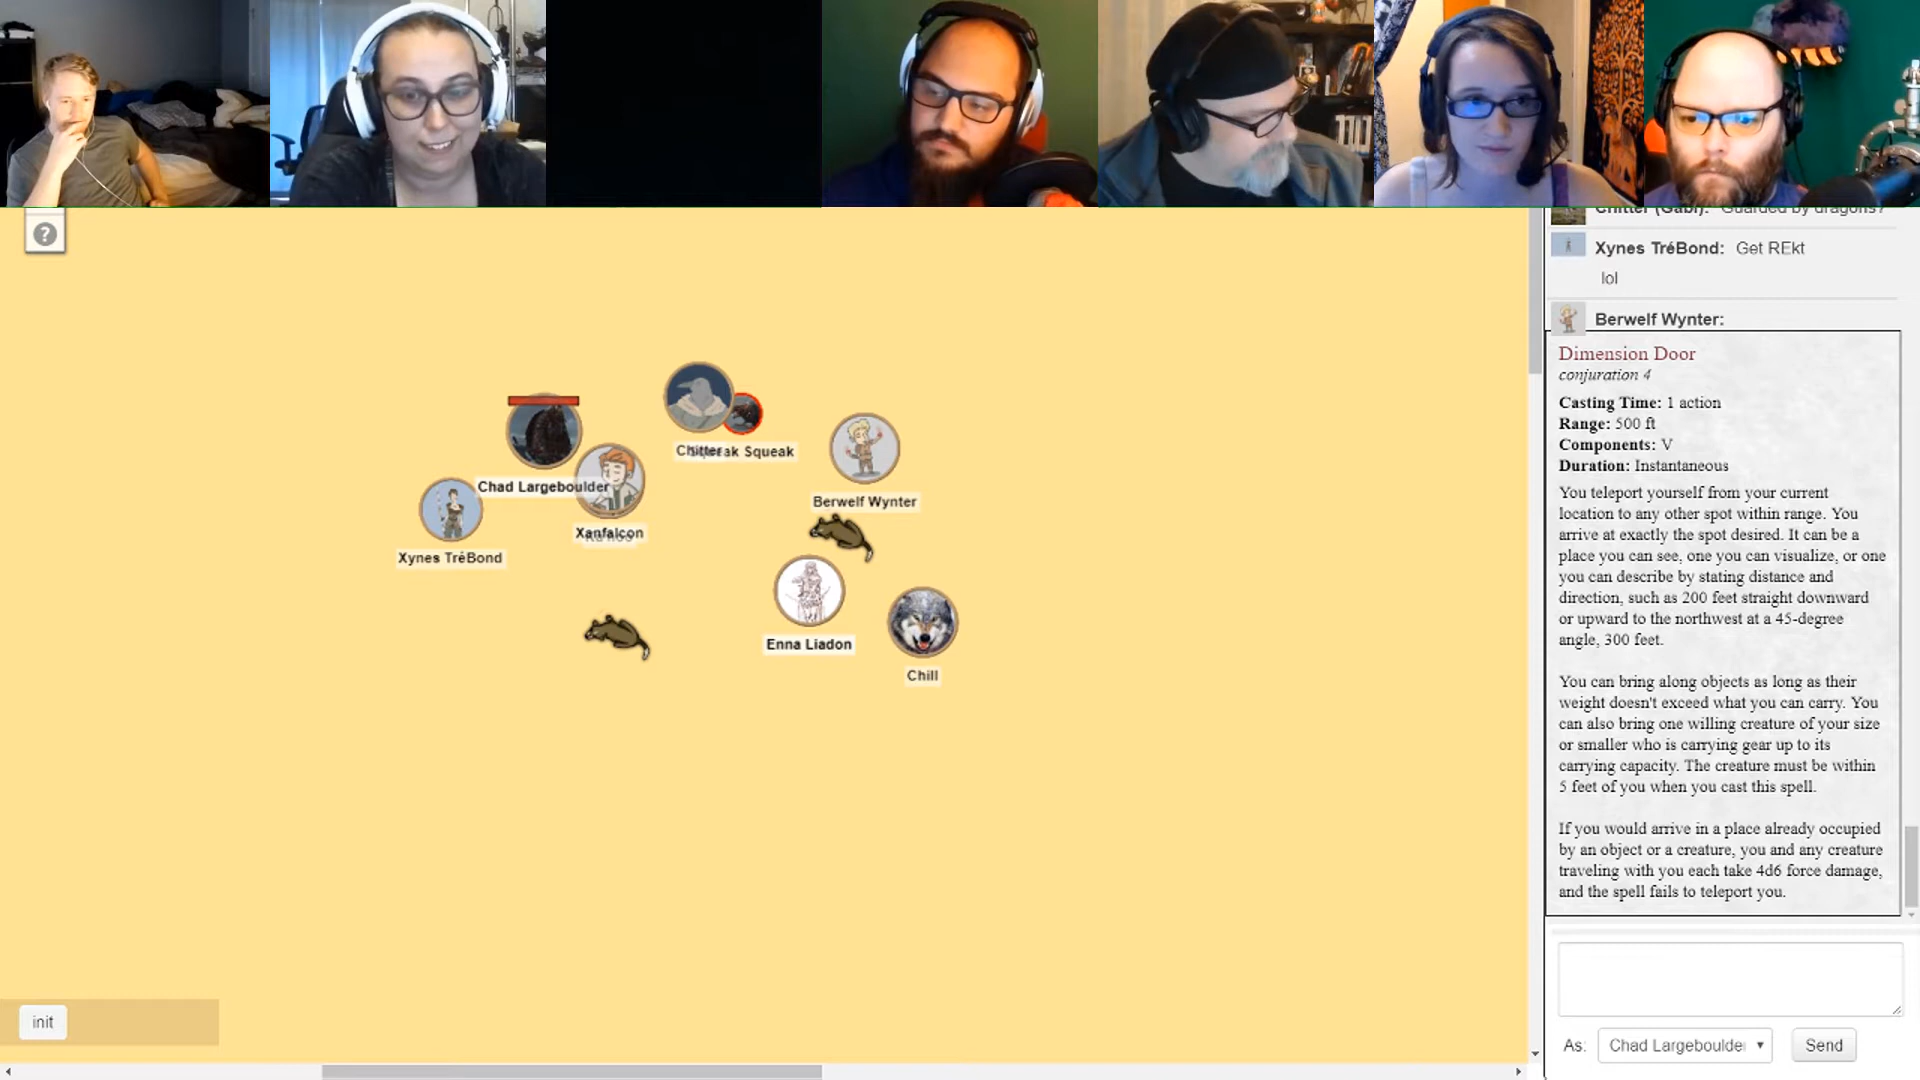 ?
Chitter (Gabi): Guarded by dragons?
Xynes TréBond: Get REkt
lol
Berwelf Wynter:
Dimension Door
conjuration 4
Casting Time: 1 action
Range: 500 ft
Components: V
Duration: Instantaneous
You teleport yourself from your current
location to any other spot within range. You
arrive at exactly the spot desired. It can be a
place you can see, one you can visualize, or one
you can describe by stating distance and
direction, such as 200 feet straight downward
or upward to the northwest at a 45-degree
angle, 300 feet.
You can bring along objects as long as their
weight doesn't exceed what you can carry. You
can also bring one willing creature of your size
or smaller who is carrying gear up to its
carrying capacity. The creature must be within
5 feet of you when you cast this spell.
If you would arrive in a place already occupied
by an object or a creature, you and any creature
traveling with you each take 4d6 force damage,
and the spell fails to teleport you.
Chitter
Squeak
Berwelf Wynter
Chad Largeboulder
Xanfalcon
Xynes TréBond
Enna Liadon
Chill
init
As: Chad Largeboulde
Send